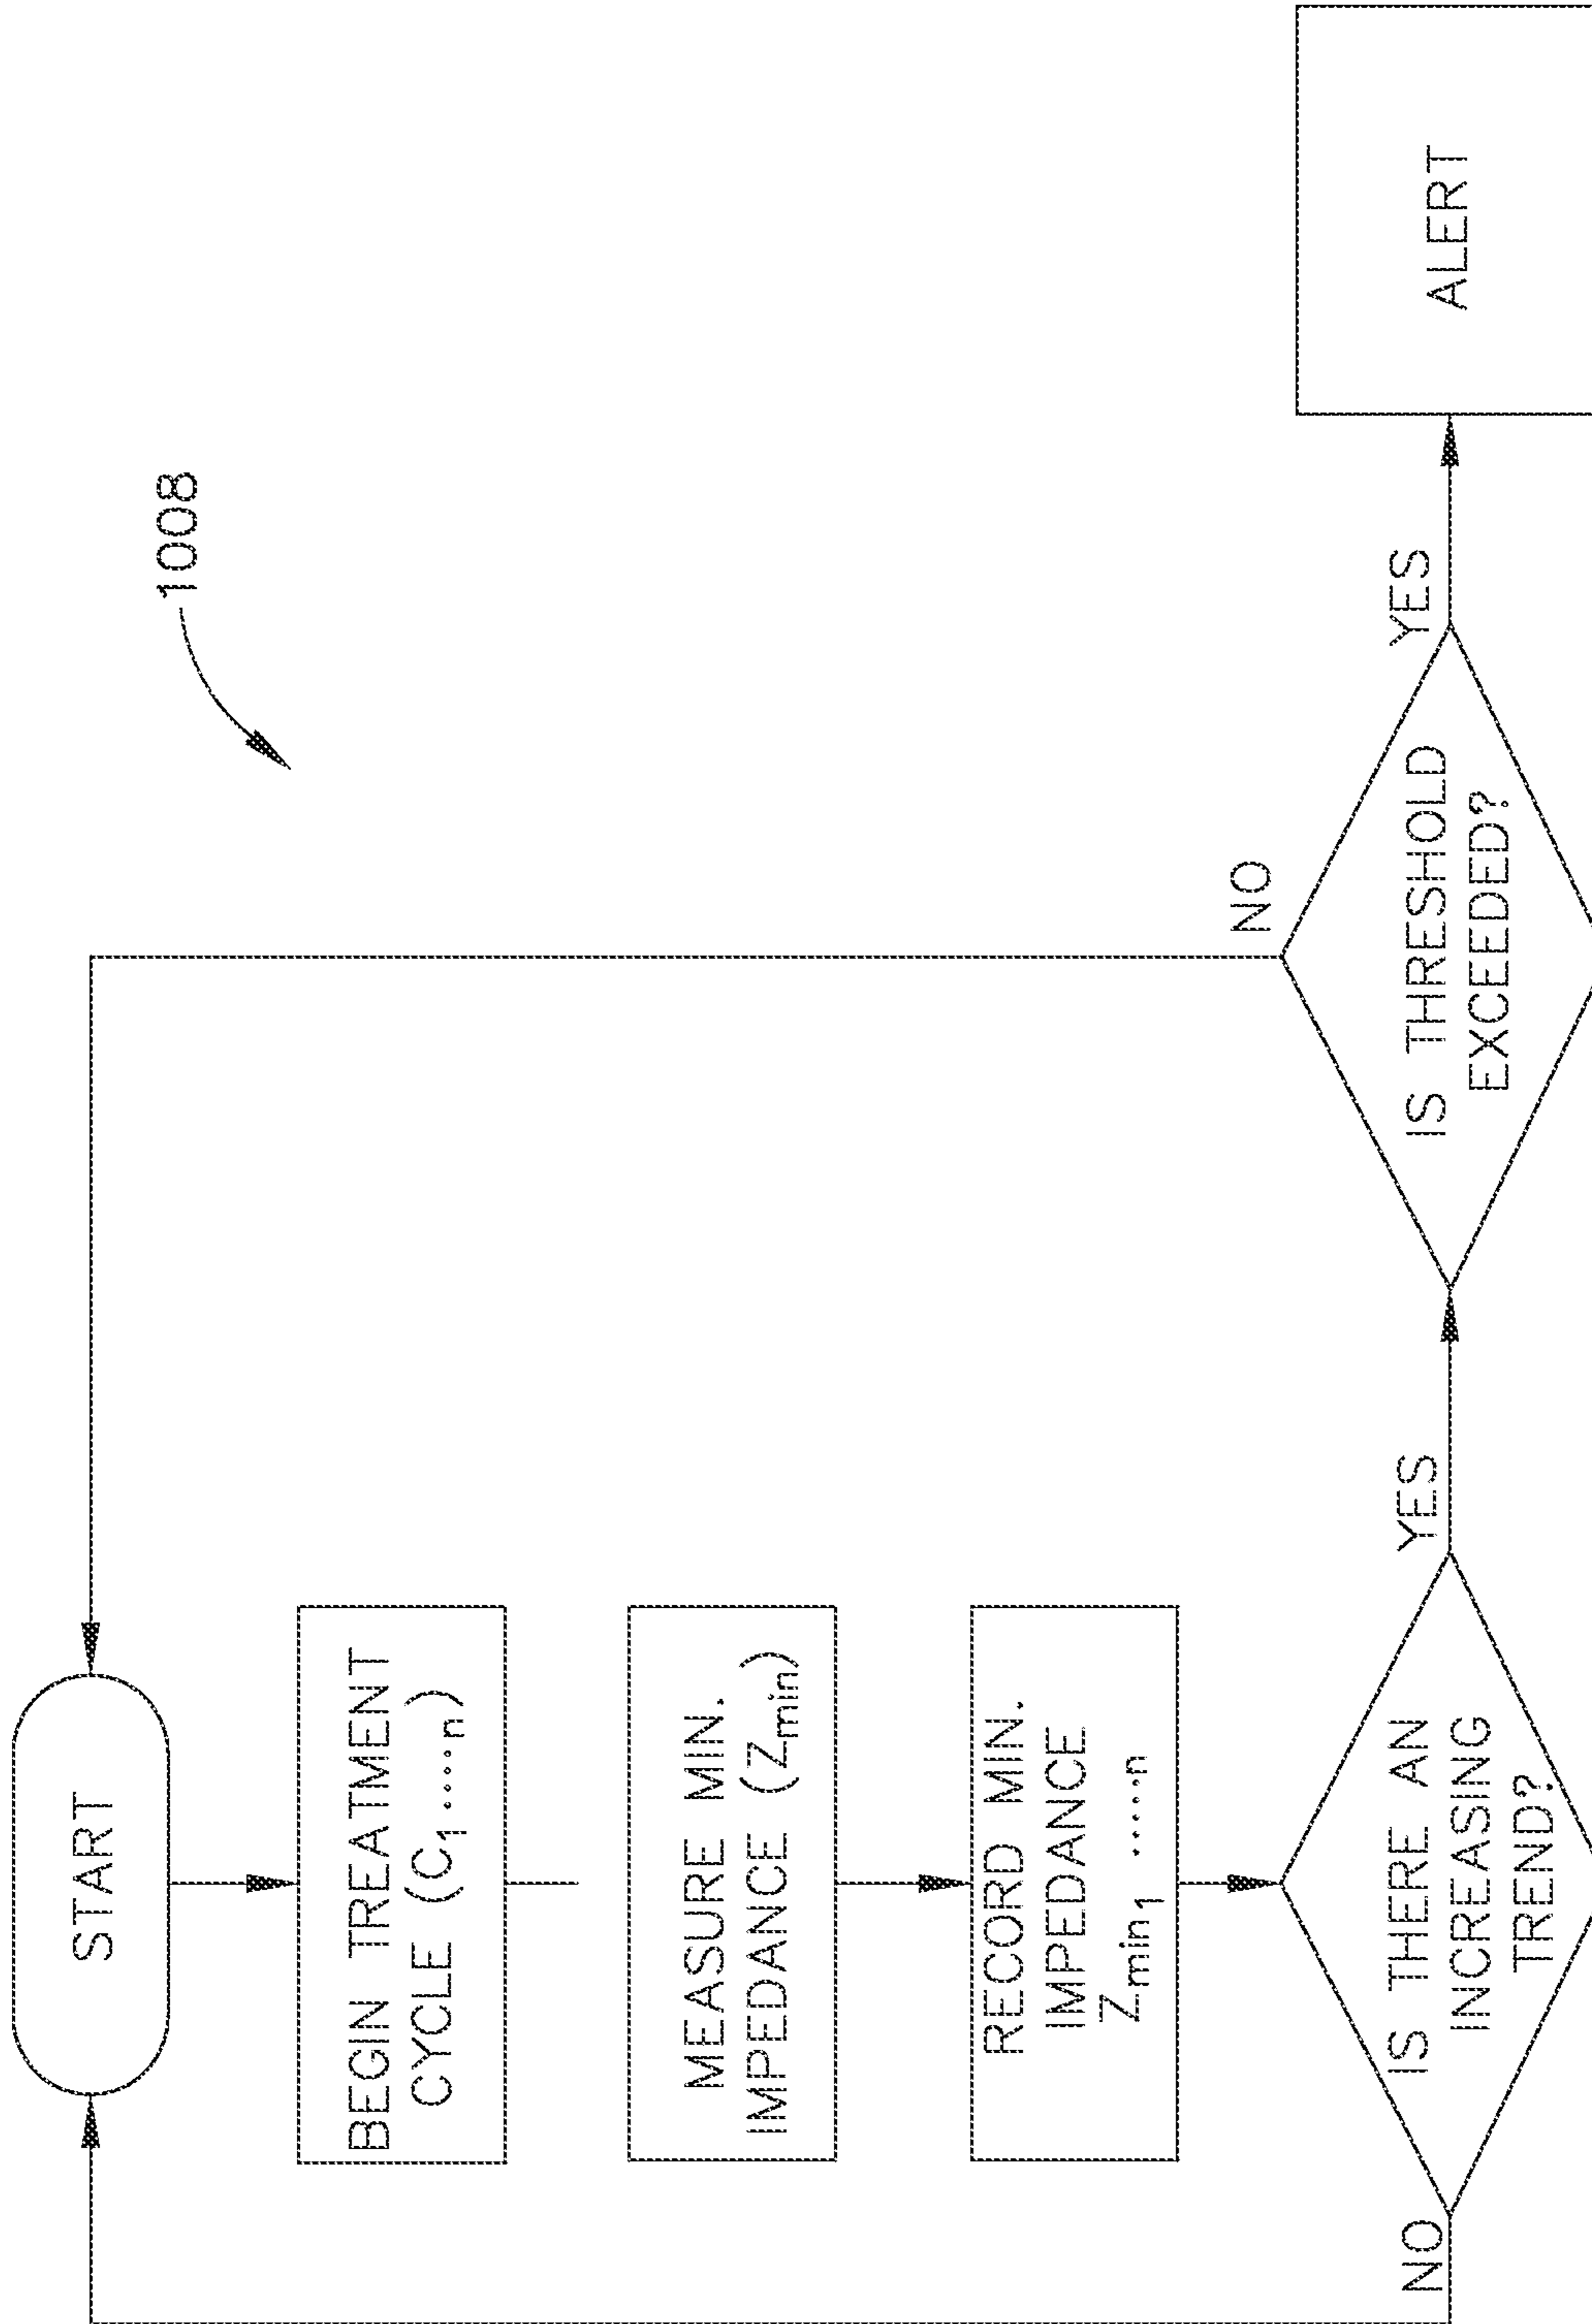 START
BEGIN TREATMENT
CYCLE (C₁....n)
MEASURE MIN.
IMPEDANCE (Zmin)
RECORD MIN.
IMPEDANCE
Zmin₁.....n
IS THERE AN
INCREASING
TREND?
NO
YES
IS THRESHOLD
EXCEEDED?
NO
YES
ALERT
1008